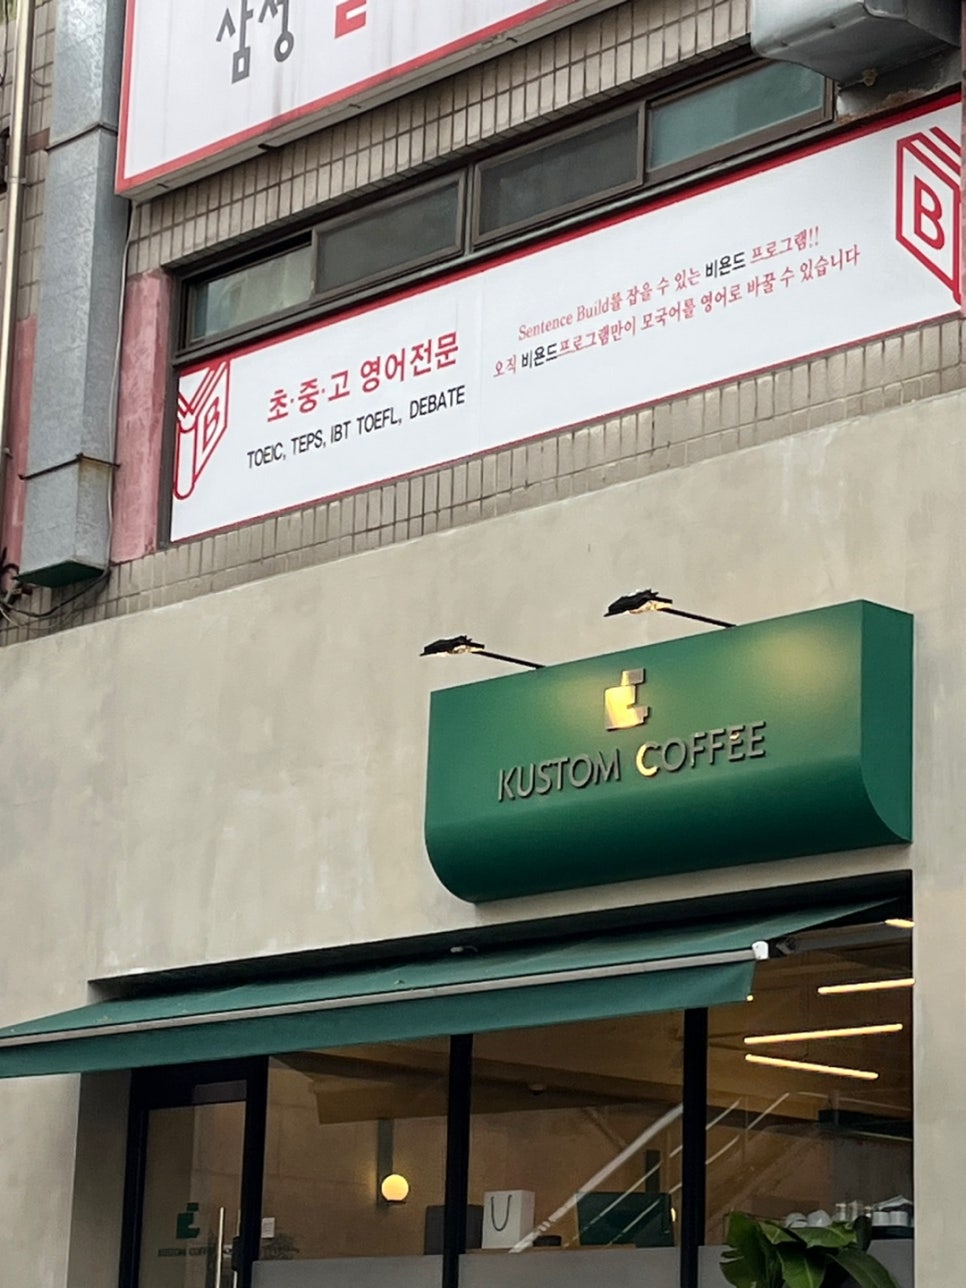 삼성
초·중·고 영어전문
TOEIC, TEPS, IBT TOEFL, DEBATE
Sentence Build를 잡을 수 있는 비욘드 프로그램!!
오직 비욘드프로그램만이 모국어를 영어로 바꿀 수 있습니다
B
B
KUSTOM COFFEE
KUSTOM COFFEE